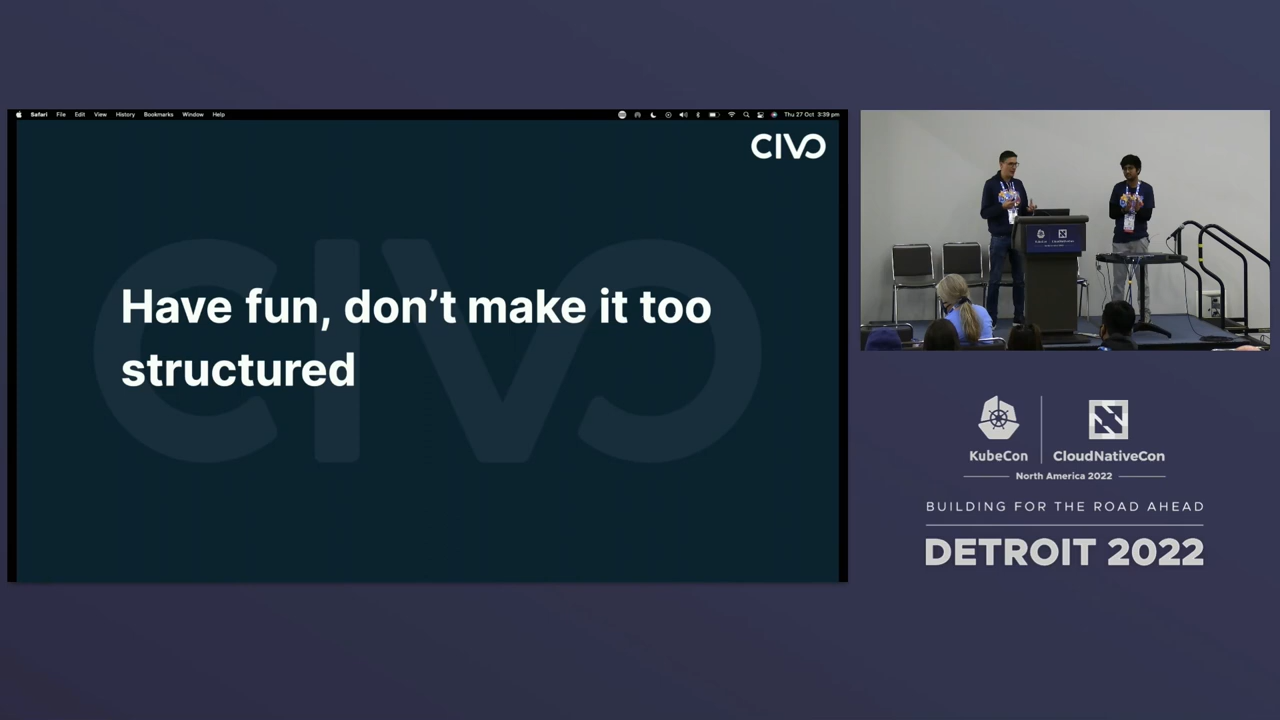 Safari File Edit View History Bookmarks Window Help
Thu 27 Oct 3:39 pm
CIVO
Have fun, don’t make it too
structured
KubeCon
CloudNativeCon
North America 2022
BUILDING FOR THE ROAD AHEAD
DETROIT 2022